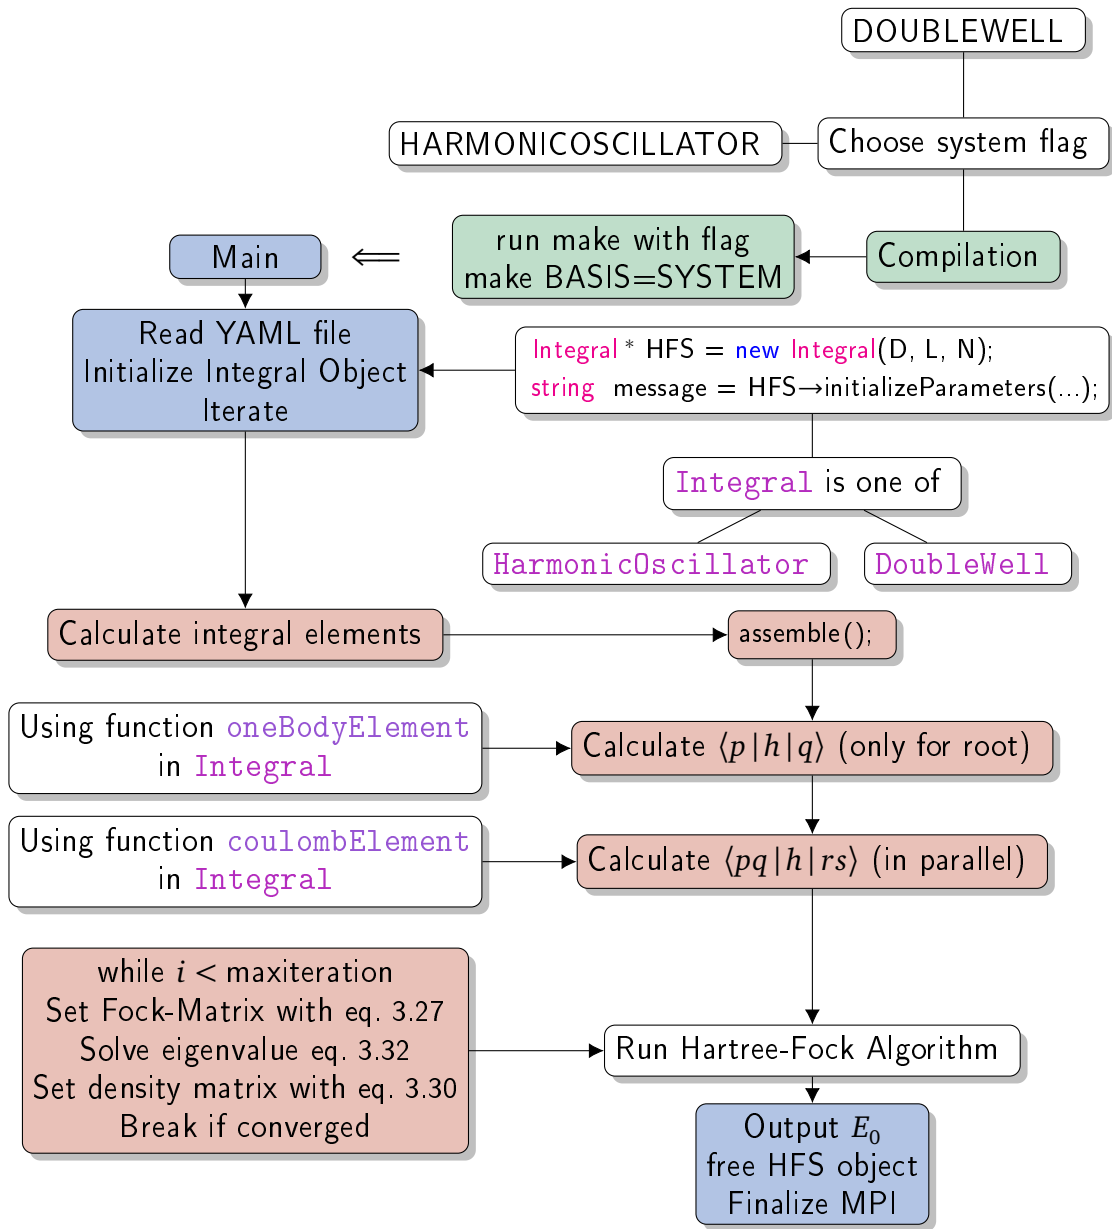 DOUBLEWELL
HARMONICOSCILLATOR
Choose system flag
Main
⇐
run make with flag
make BASIS=SYSTEM
Compilation
Read YAML file
Initialize Integral Object
Iterate
Integral * HFS = new Integral(D, L, N);
string message = HFS→initializeParameters(...);
Integral is one of
HarmonicOscillator
DoubleWell
Calculate integral elements
assemble();
Using function oneBodyElement
in Integral
Calculate ⟨p|h|q⟩ (only for root)
Using function coulombElement
in Integral
Calculate ⟨pq|h|rs⟩ (in parallel)
while i < maxiteration
Set Fock-Matrix with eq. 3.27
Solve eigenvalue eq. 3.32
Set density matrix with eq. 3.30
Break if converged
Run Hartree-Fock Algorithm
Output E₀
free HFS object
Finalize MPI